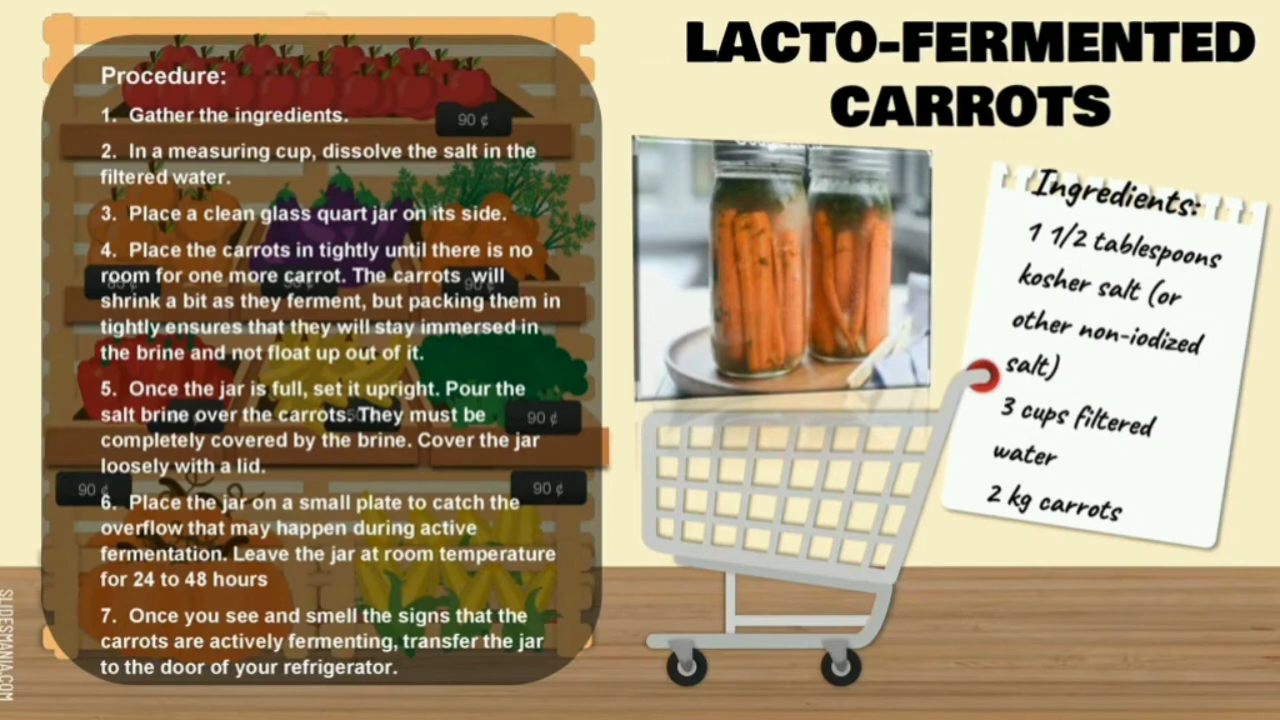 LACTO-FERMENTED
CARROTS
Procedure:
1. Gather the ingredients.
2. In a measuring cup, dissolve the salt in the
filtered water.
3. Place a clean glass quart jar on its side.
4. Place the carrots in tightly until there is no
room for one more carrot. The carrots will
shrink a bit as they ferment, but packing them in
tightly ensures that they will stay immersed in
the brine and not float up out of it.
5. Once the jar is full, set it upright. Pour the
salt brine over the carrots. They must be
completely covered by the brine. Cover the jar
loosely with a lid.
6. Place the jar on a small plate to catch the
overflow that may happen during active
fermentation. Leave the jar at room temperature
for 24 to 48 hours
7. Once you see and smell the signs that the
carrots are actively fermenting, transfer the jar
to the door of your refrigerator.
Ingredients:
1 1/2 tablespoons
kosher salt (or
other non-iodized
salt)
3 cups filtered
water
2 kg carrots
90 ¢
90 ¢
90 ¢
90 ¢
90 ¢
SLIDESMANIA.COM